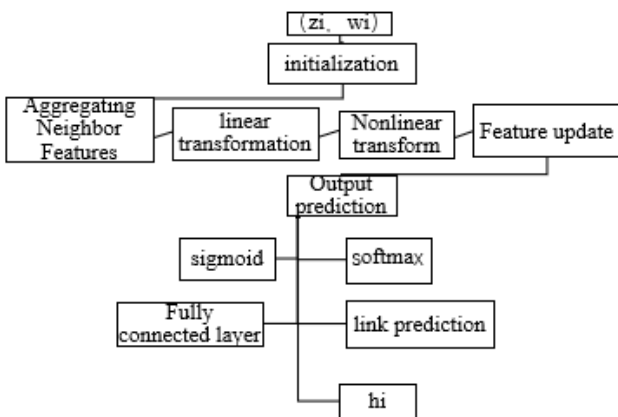 (zi, wi)
initialization
Aggregating
Neighbor
Features
linear
transformation
Nonlinear
transform
Feature update
Output
prediction
sigmoid
softmax
Fully
connected layer
link prediction
hi